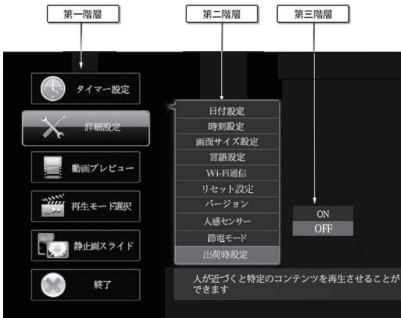 第一階層
第二階層
第三階層
タイマー設定
詳細設定
動画プレビュー
再生モード選択
静止画スライド
終了
日付設定
時刻設定
画面サイズ設定
言語設定
Wi-Fi通信
リセット設定
バージョン
人感センサー
節電モード
出荷時設定
ON
OFF
人が近づくと特定のコンテンツを再生させることが
できます